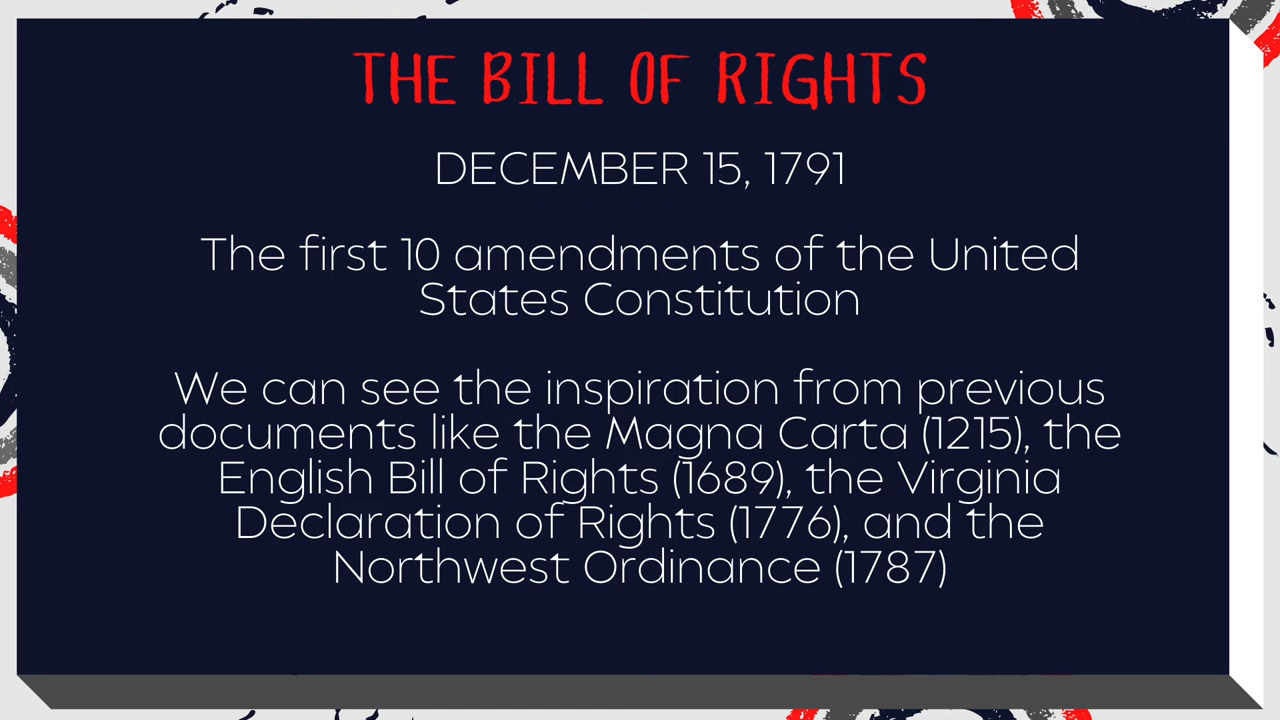 THE BILL OF RIGHTS
DECEMBER 15, 1791
The first 10 amendments of the United
States Constitution
We can see the inspiration from previous
documents like the Magna Carta (1215), the
English Bill of Rights (1689), the Virginia
Declaration of Rights (1776), and the
Northwest Ordinance (1787)